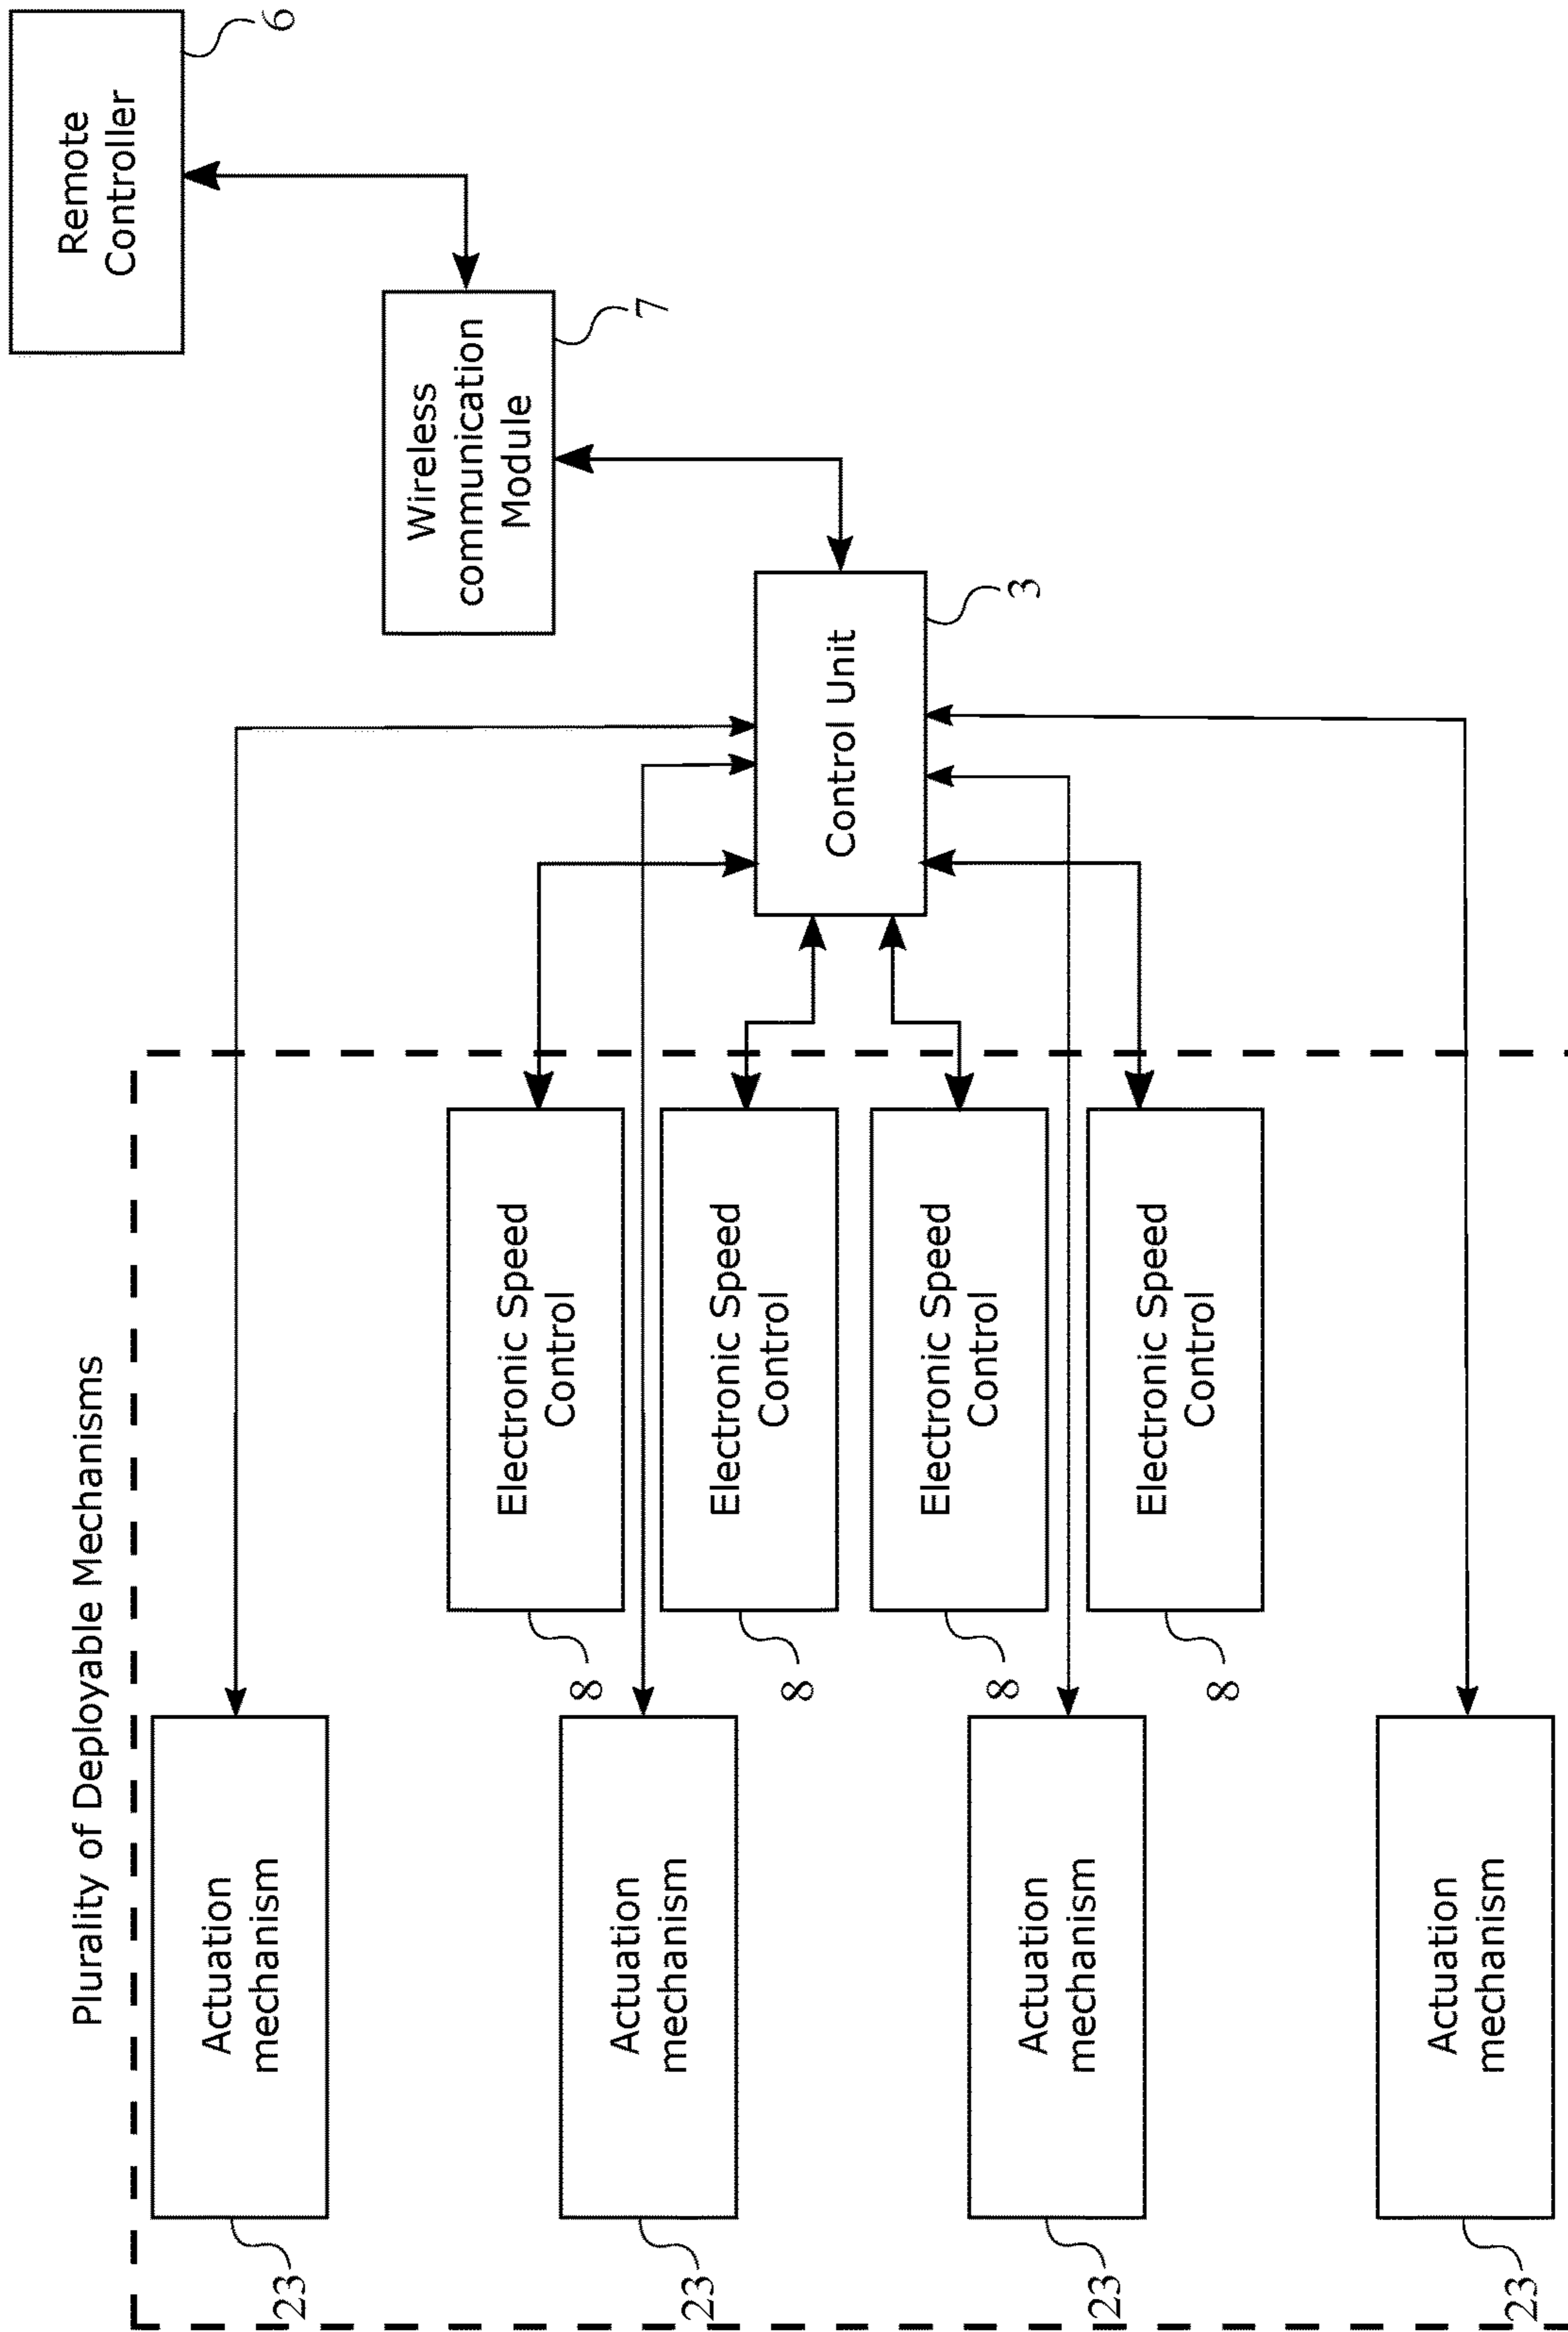 Plurality of Deployable Mechanisms
Remote
Controller
6
Actuation
mechanism
23
Wireless
communication
Module
7
Electronic Speed
Control
8
Actuation
mechanism
23
Electronic Speed
Control
8
Control Unit
3
Electronic Speed
Control
8
Actuation
mechanism
23
Electronic Speed
Control
8
Actuation
mechanism
23